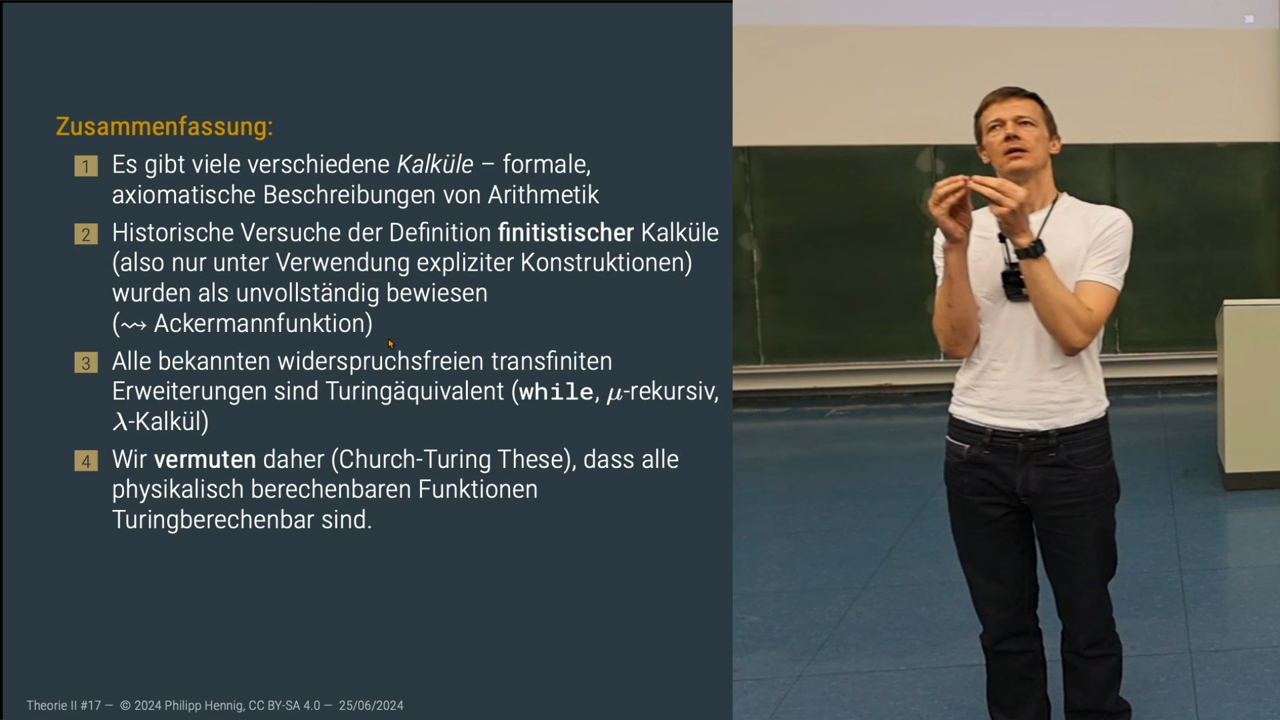 Zusammenfassung:
1 Es gibt viele verschiedene Kalküle – formale,
axiomatische Beschreibungen von Arithmetik
2 Historische Versuche der Definition finitistischer Kalküle
(also nur unter Verwendung expliziter Konstruktionen)
wurden als unvollständig bewiesen
(⇝ Ackermannfunktion)
3 Alle bekannten widerspruchsfreien transfiniten
Erweiterungen sind Turingäquivalent (while, μ-rekursiv,
λ-Kalkül)
4 Wir vermuten daher (Church-Turing These), dass alle
physikalisch berechenbaren Funktionen
Turingberechenbar sind.
Theorie II #17 — © 2024 Philipp Hennig, CC BY-SA 4.0 — 25/06/2024